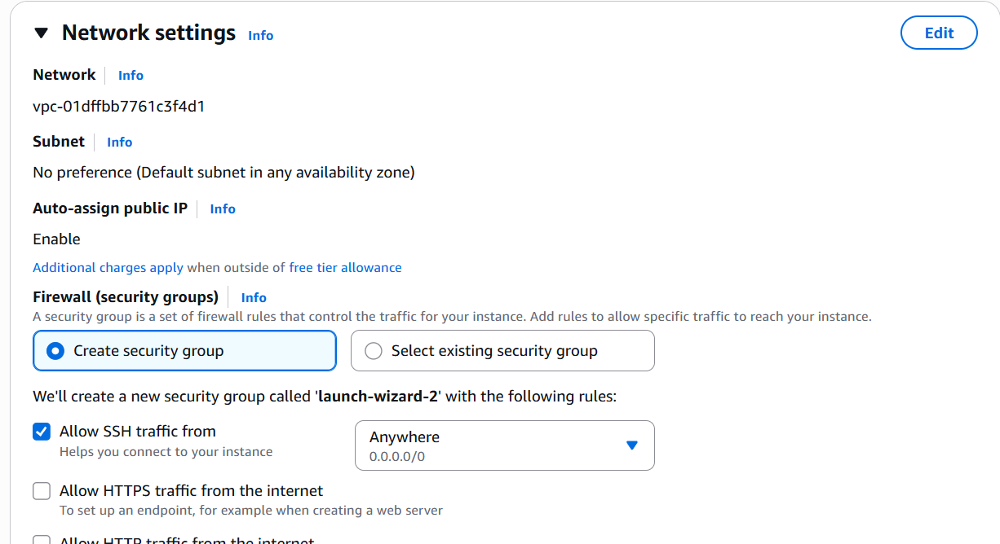 Network settings Info Edit
Network Info
vpc-01dffbb7761c3f4d1
Subnet Info
No preference (Default subnet in any availability zone)
Auto-assign public IP Info
Enable
Additional charges apply when outside of free tier allowance
Firewall (security groups) Info
A security group is a set of firewall rules that control the traffic for your instance. Add rules to allow specific traffic to reach your instance.
Create security group Select existing security group
We'll create a new security group called 'launch-wizard-2' with the following rules:
Allow SSH traffic from Anywhere
Helps you connect to your instance 0.0.0.0/0
Allow HTTPS traffic from the internet
To set up an endpoint, for example when creating a web server
Allow HTTP traffic from the internet